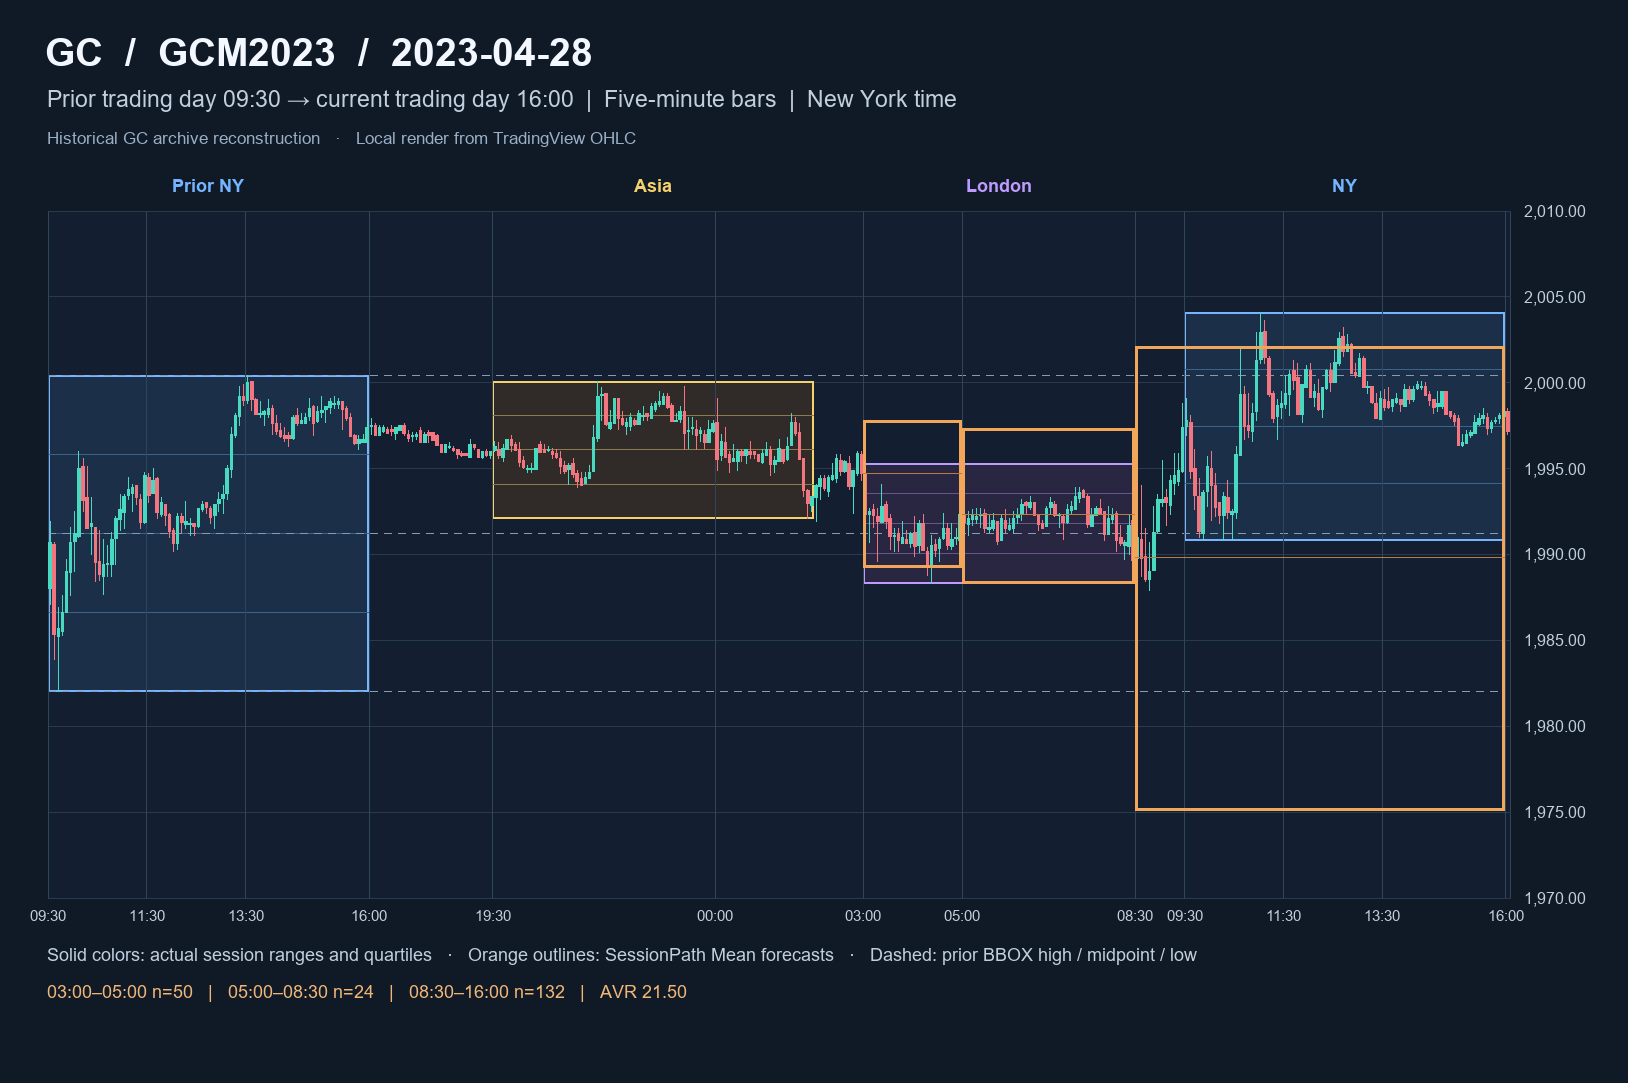 GC / GCM2023 / 2023-04-28
Prior trading day 09:30 → current trading day 16:00 | Five-minute bars | New York time
Historical GC archive reconstruction · Local render from TradingView OHLC
Prior NY Asia London NY
2,010.00
2,005.00
2,000.00
1,995.00
1,990.00
1,985.00
1,980.00
1,975.00
1,970.00
09:30 11:30 13:30 16:00 19:30 00:00 03:00 05:00 08:30 09:30 11:30 13:30 16:00
Solid colors: actual session ranges and quartiles · Orange outlines: SessionPath Mean forecasts · Dashed: prior BBOX high / midpoint / low
03:00–05:00 n=50 | 05:00–08:30 n=24 | 08:30–16:00 n=132 | AVR 21.50